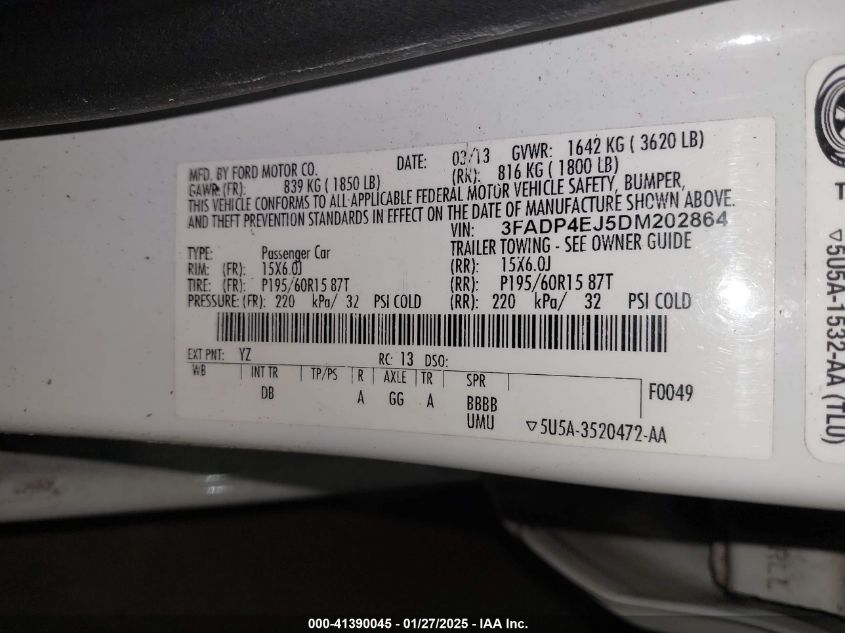 MFD. BY FORD MOTOR CO. DATE: 03/13 GVWR: 1642 KG ( 3620 LB)
GAWR: (FR): 839 KG ( 1850 LB) (RR): 816 KG ( 1800 LB)
THIS VEHICLE CONFORMS TO ALL APPLICABLE FEDERAL MOTOR VEHICLE SAFETY, BUMPER,
AND THEFT PREVENTION STANDARDS IN EFFECT ON THE DATE OF MANUFACTURE SHOWN ABOVE.
VIN: 3FADP4EJ5DM202864
TYPE: Passenger Car TRAILER TOWING - SEE OWNER GUIDE
RIM: (FR): 15X6.0J (RR): 15X6.0J
TIRE: (FR): P195/60R15 87T (RR): P195/60R15 87T
PRESSURE: (FR): 220 kPa/ 32 PSI COLD (RR): 220 kPa/ 32 PSI COLD
EXT PNT: YZ RC: 13 DSO:
WB INT TR TP/PS R AXLE TR SPR F0049
DB A GG A BBBB
UMU ▽5U5A-3520472-AA
T
▽5U5A-1532-AA (TLU)
000-41390045 - 01/27/2025 - IAA Inc.